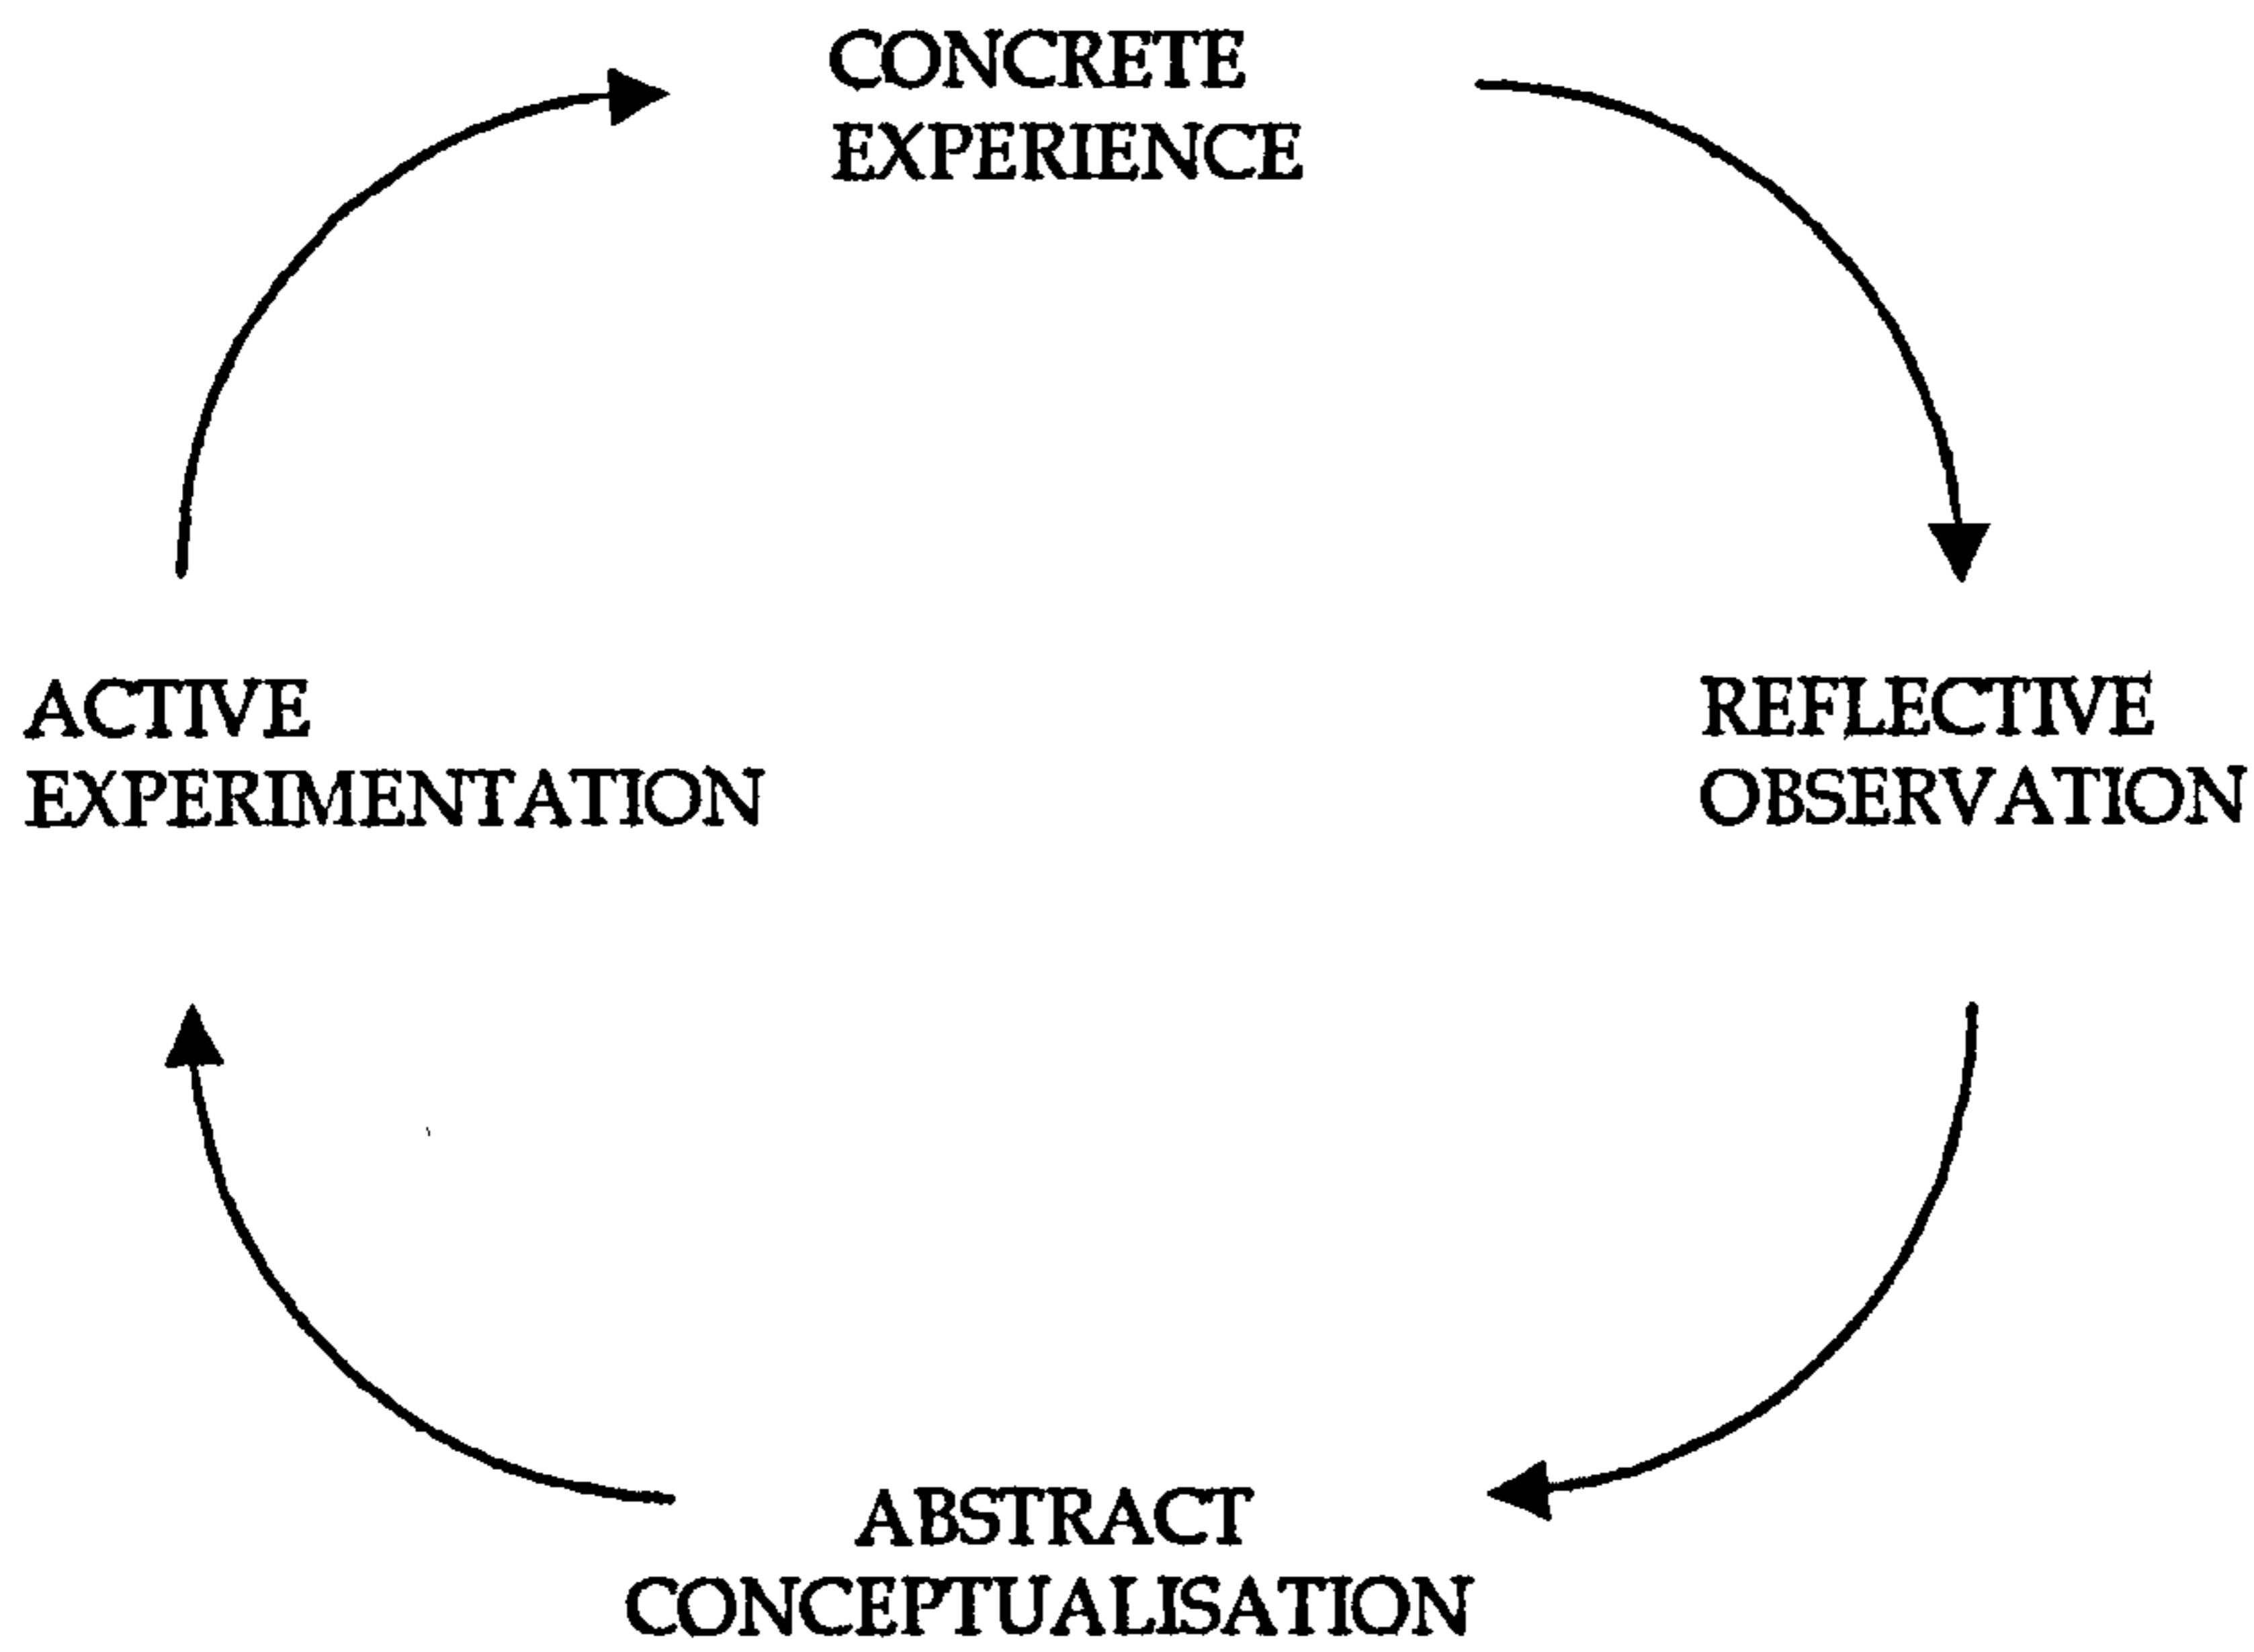 CONCRETE
EXPERIENCE
ACTIVE
EXPERIMENTATION
REFLECTIVE
OBSERVATION
ABSTRACT
CONCEPTUALISATION